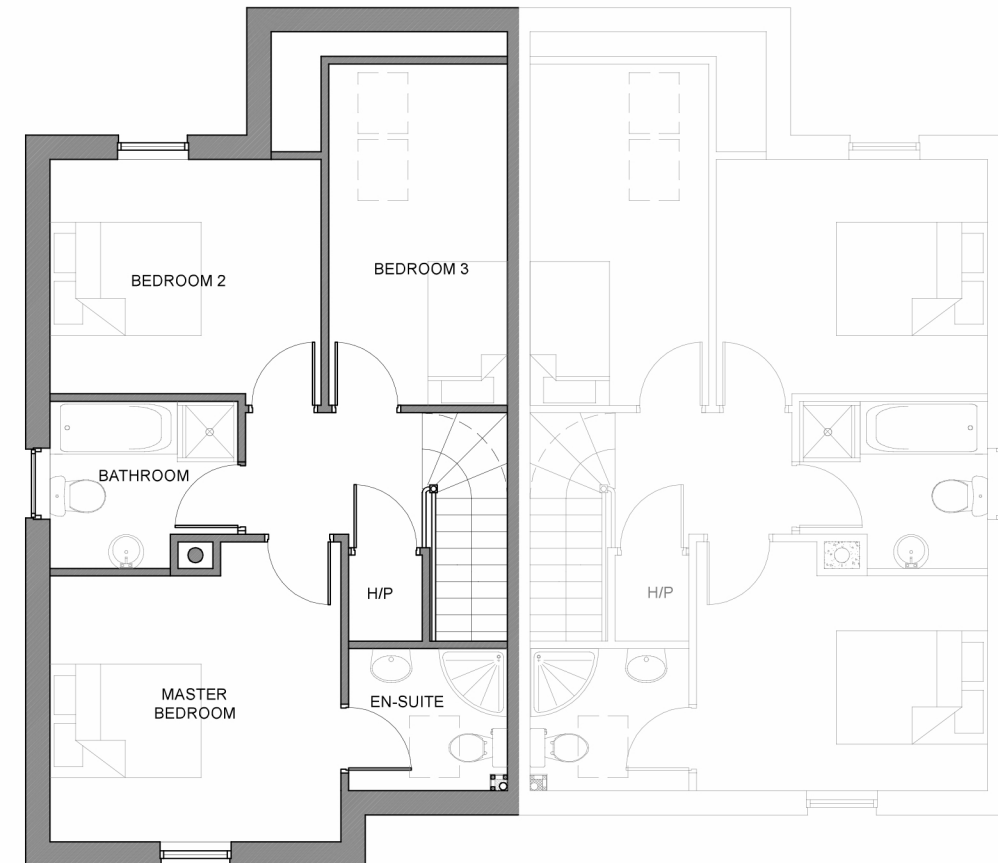 BEDROOM 3
BEDROOM 2
BATHROOM
H/P
H/P
MASTER
BEDROOM
EN-SUITE